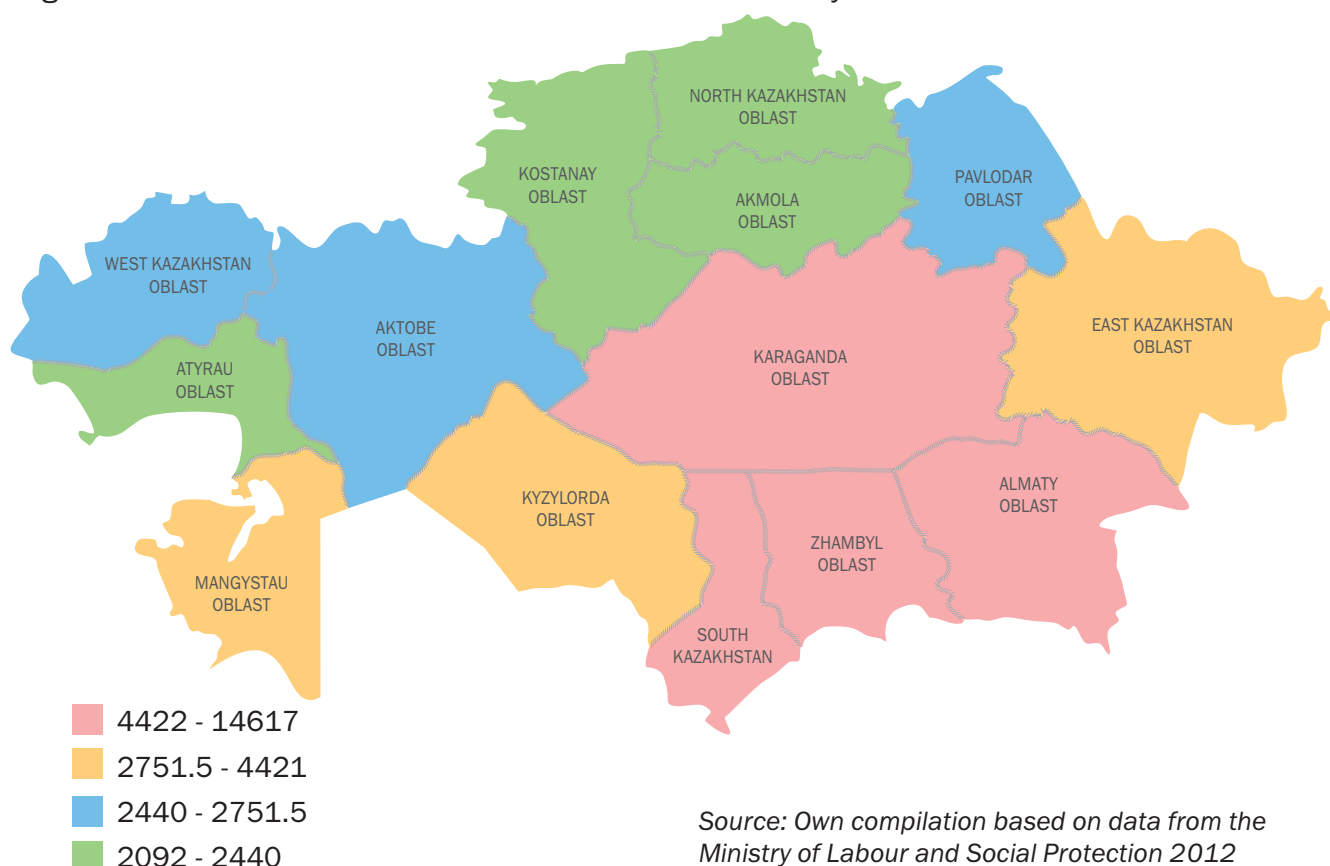 NORTH KAZAKHSTAN
OBLAST
KOSTANAY
OBLAST
PAVLODAR
OBLAST
AKMOLA
OBLAST
WEST KAZAKHSTAN
OBLAST
AKTOBE
OBLAST
EAST KAZAKHSTAN
OBLAST
ATYRAU
OBLAST
KARAGANDA
OBLAST
KYZYLORDA
OBLAST
ALMATY
OBLAST
ZHAMBYL
OBLAST
MANGYSTAU
OBLAST
SOUTH
KAZAKHSTAN
4422 - 14617
2751.5 - 4421
2440 - 2751.5
2092 - 2440
Source: Own compilation based on data from the
Ministry of Labour and Social Protection 2012